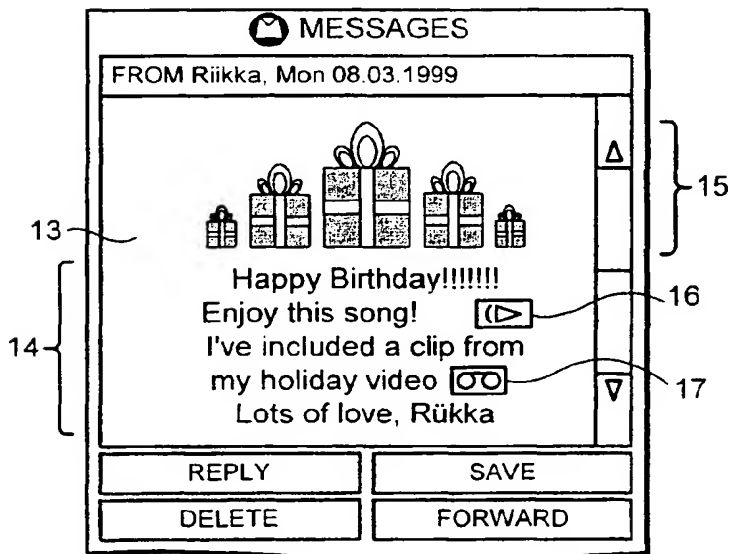 MESSAGES
FROM Riikka, Mon 08.03.1999
15
13
Happy Birthday!!!!!!!
Enjoy this song!
16
14
I've included a clip from
my holiday video
17
Lots of love, Rükka
REPLY
SAVE
DELETE
FORWARD